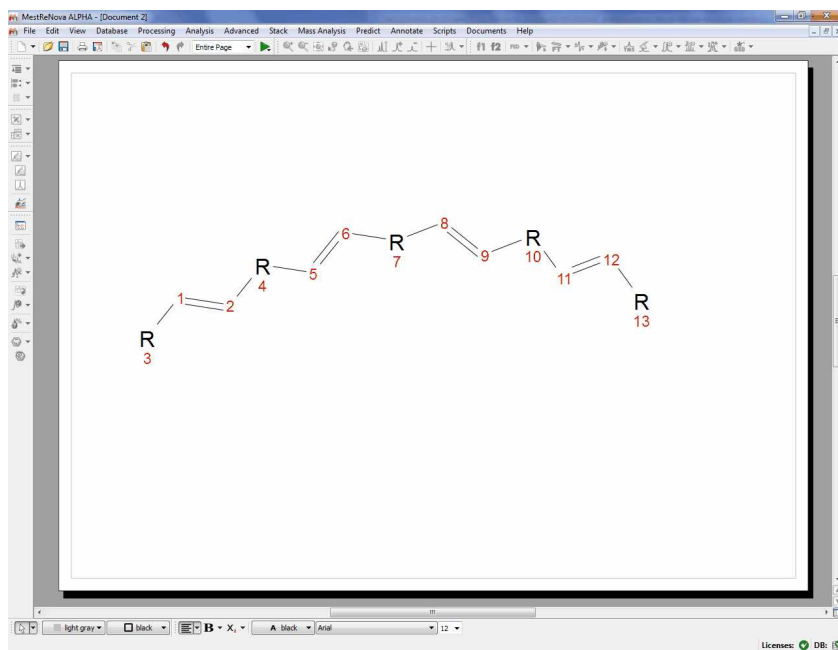 MestReNova ALPHA - [Document 2]
File Edit View Database Processing Analysis Advanced Stack Mass Analysis Predict Annotate Scripts Documents Help
Entire Page
f1 f2
8
6
R
7
R
10
9
R
4
5
11
12
1
2
R
13
R
3
light gray black B X A black Arial 12
Licenses: DB: